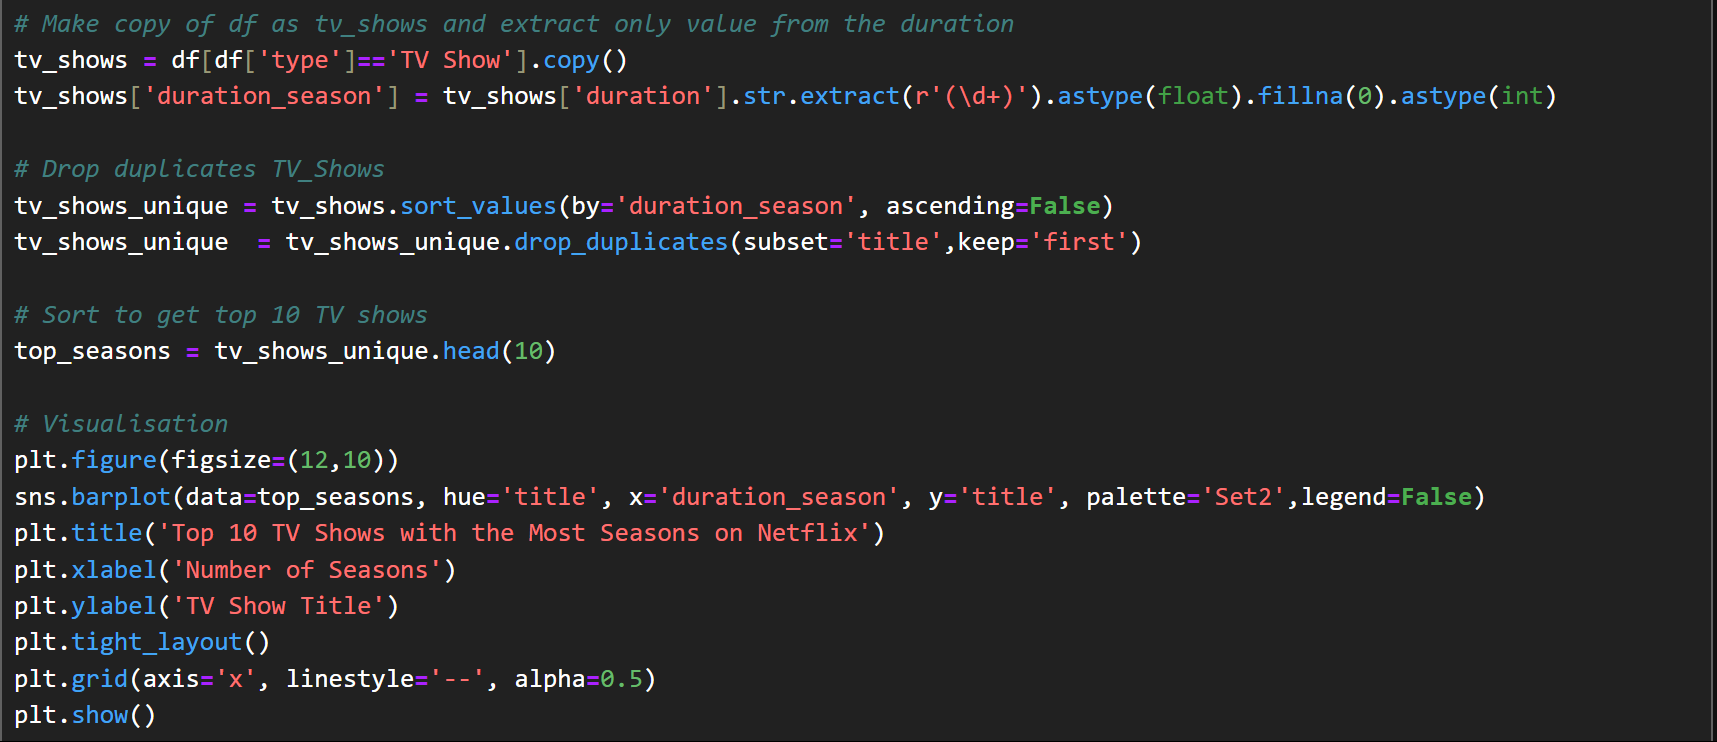 # Make copy of df as tv_shows and extract only value from the duration
tv_shows = df[df['type']=='TV Show'].copy()
tv_shows['duration_season'] = tv_shows['duration'].str.extract(r'(\d+)').astype(float).fillna(0).astype(int)
# Drop duplicates TV_Shows
tv_shows_unique = tv_shows.sort_values(by='duration_season', ascending=False)
tv_shows_unique  = tv_shows_unique.drop_duplicates(subset='title',keep='first')
# Sort to get top 10 TV shows
top_seasons = tv_shows_unique.head(10)
# Visualisation
plt.figure(figsize=(12,10))
sns.barplot(data=top_seasons, hue='title', x='duration_season', y='title', palette='Set2',legend=False)
plt.title('Top 10 TV Shows with the Most Seasons on Netflix')
plt.xlabel('Number of Seasons')
plt.ylabel('TV Show Title')
plt.tight_layout()
plt.grid(axis='x', linestyle='--', alpha=0.5)
plt.show()